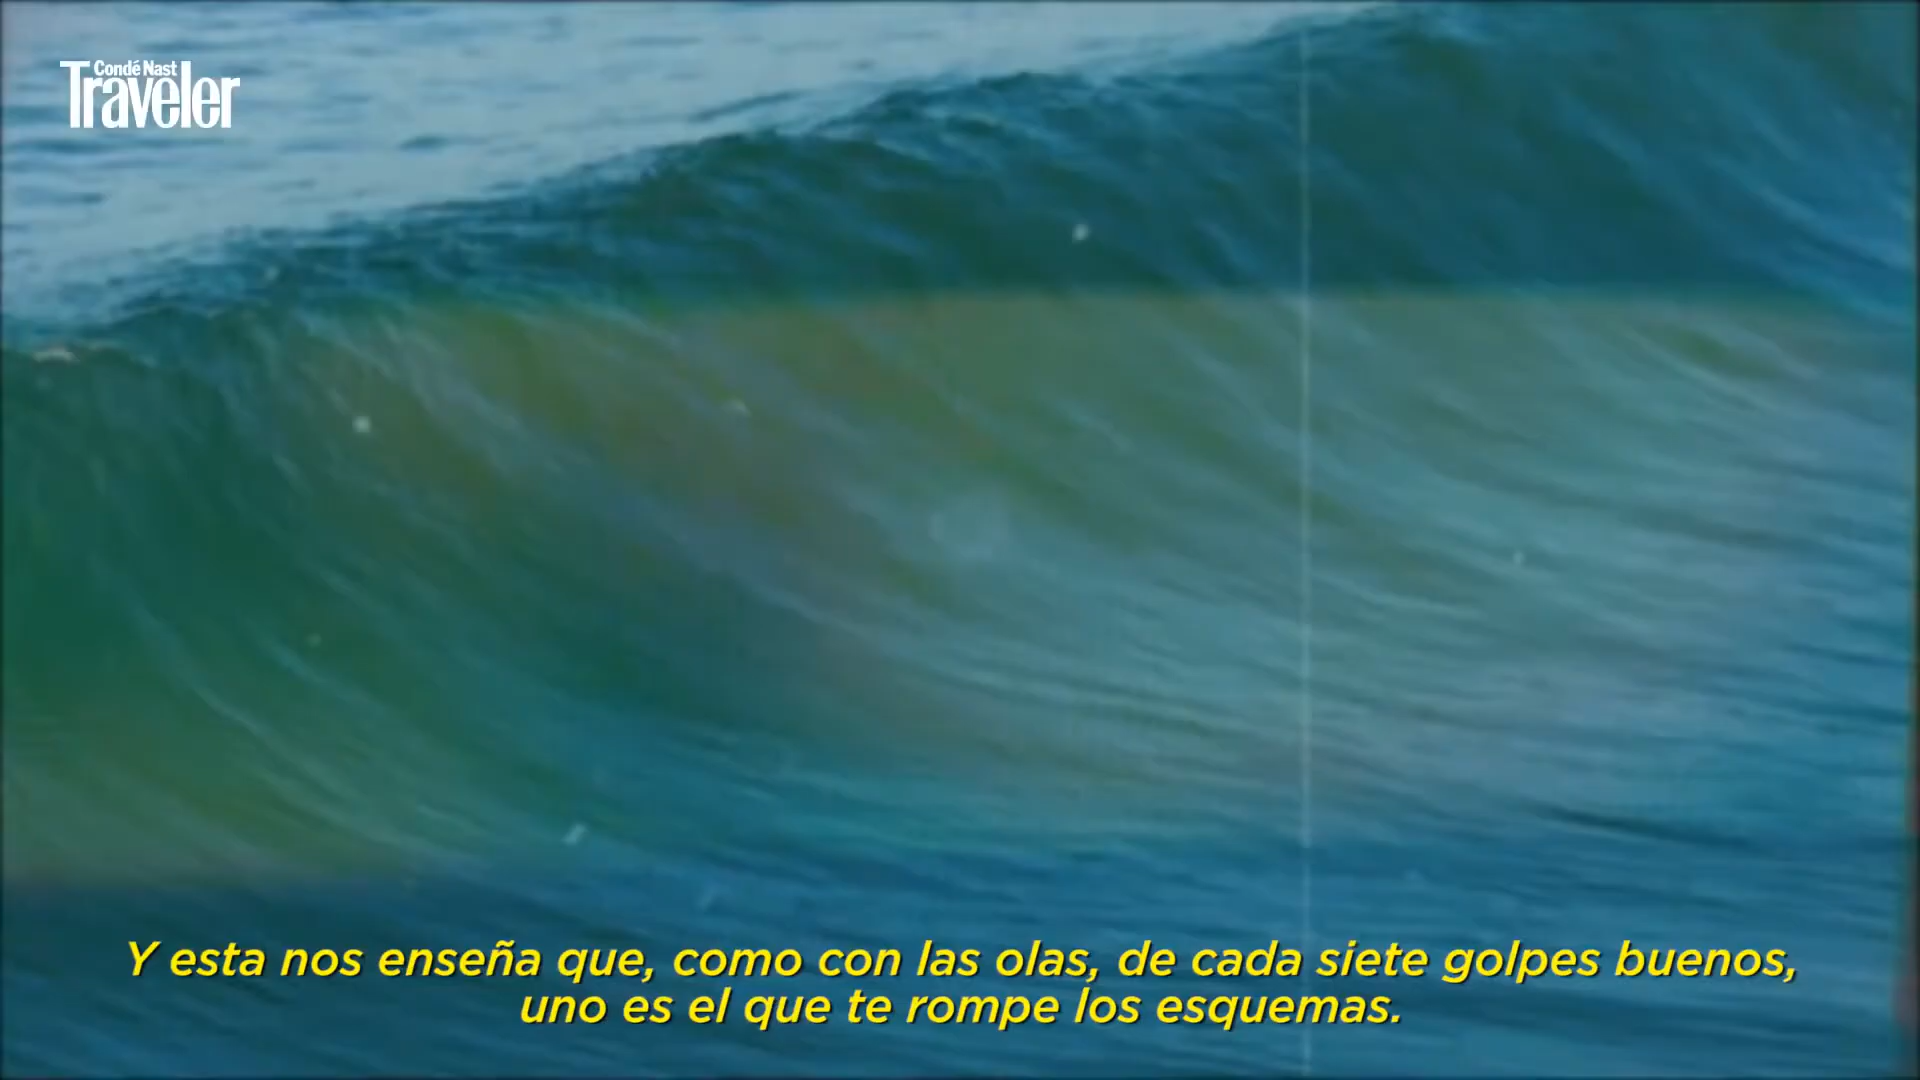 Condé Nast
Traveler
Y esta nos enseña que, como con las olas, de cada siete golpes buenos,
uno es el que te rompe los esquemas.